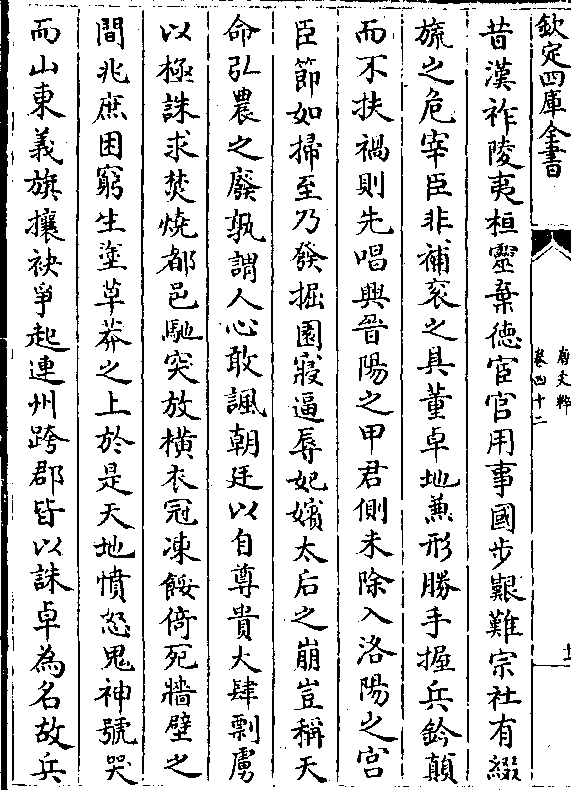 欽定四庫全書
唐文粹
卷四十二
十
昔漢祚陵夷桓靈棄德宦官用事國步艱難宗社有綴
旒之危宰臣非補衮之具董卓地兼形勝手握兵鈐顛
而不扶禍則先唱興晉陽之甲君側未除入洛陽之宮
臣節如掃至乃發掘園寢逼辱妃嬪太后之崩豈稱天
命弘農之廢孰謂人心敢諷朝廷以自尊貴大肆剽虜
以極誅求焚燒都邑馳突放橫衣冠凍餒倚死牆壁之
間兆庶困窮生塗草莽之上於是天地憤怒鬼神號哭
而山東義旗攘袂爭起連州跨郡皆以誅卓為名故兵